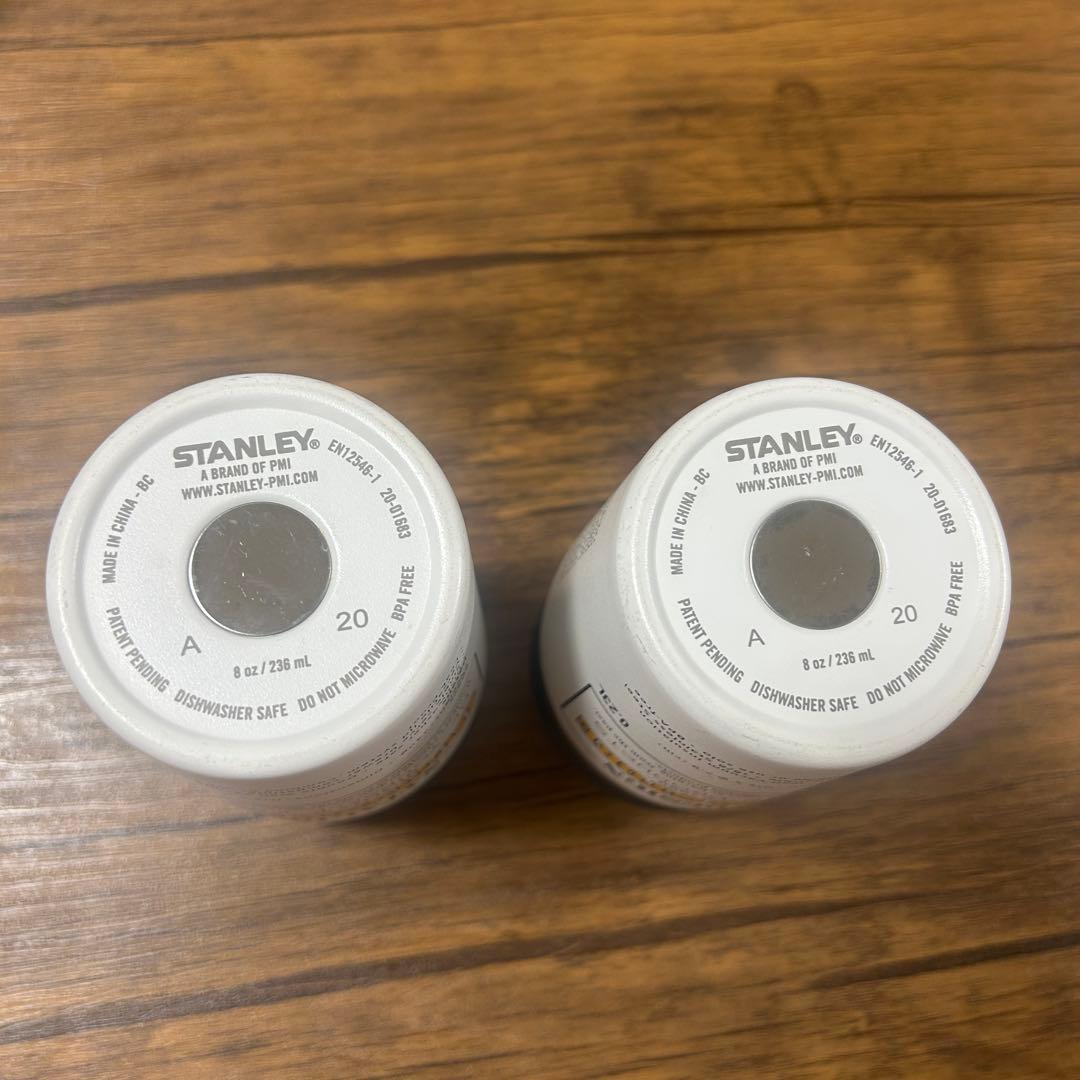 STANLEY®
A BRAND OF PMI
WWW.STANLEY-PMI.COM
EN12546-1 20-01683
MADE IN CHINA - BC
A
20
8 oz / 236 mL
PATENT PENDING DISHWASHER SAFE DO NOT MICROWAVE BPA FREE
STANLEY®
A BRAND OF PMI
WWW.STANLEY-PMI.COM
EN12546-1 20-01683
MADE IN CHINA - BC
A
20
8 oz / 236 mL
PATENT PENDING DISHWASHER SAFE DO NOT MICROWAVE BPA FREE
0.23L